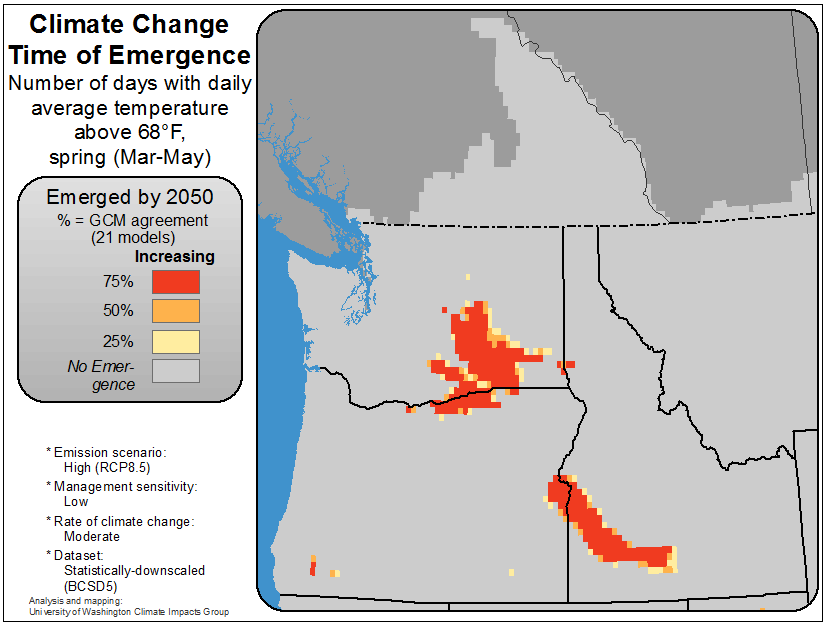 Climate Change
Time of Emergence
Number of days with daily
average temperature
above 68°F,
spring (Mar-May)
Emerged by 2050
% = GCM agreement
(21 models)
Increasing
75%
50%
25%
No Emer-
gence
* Emission scenario:
High (RCP8.5)
* Management sensitivity:
Low
* Rate of climate change:
Moderate
* Dataset:
Statistically-downscaled
(BCSD5)
Analysis and mapping:
University of Washington Climate Impacts Group